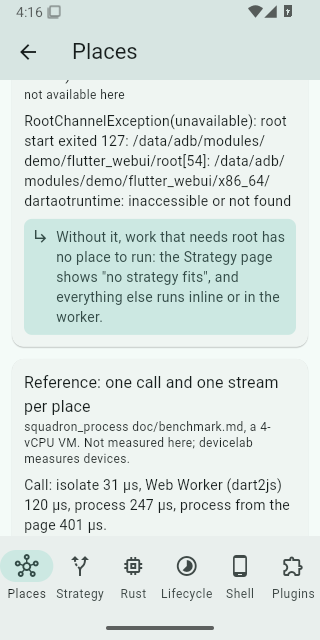 4:16
Places
not available here
RootChannelException(unavailable): root
start exited 127: /data/adb/modules/
demo/flutter_webui/root[54]: /data/adb/
modules/demo/flutter_webui/x86_64/
dartaotruntime: inaccessible or not found
Without it, work that needs root has
no place to run: the Strategy page
shows "no strategy fits", and
everything else runs inline or in the
worker.
Reference: one call and one stream
per place
squadron_process doc/benchmark.md, a 4-
vCPU VM. Not measured here; devicelab
measures devices.
Call: isolate 31 µs, Web Worker (dart2js)
120 µs, process 247 µs, process from the
page 401 µs.
Places Strategy Rust Lifecycle Shell Plugins